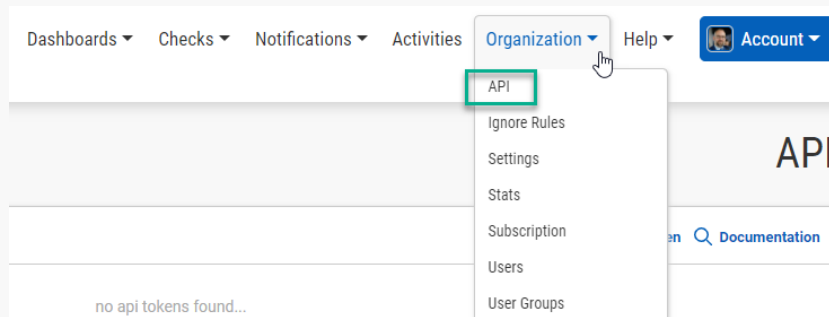 Dashboards Checks Notifications Activities Organization Help Account
API
Ignore Rules
Settings
API
Stats
Subscription
Documentation
Users
no api tokens found...
User Groups